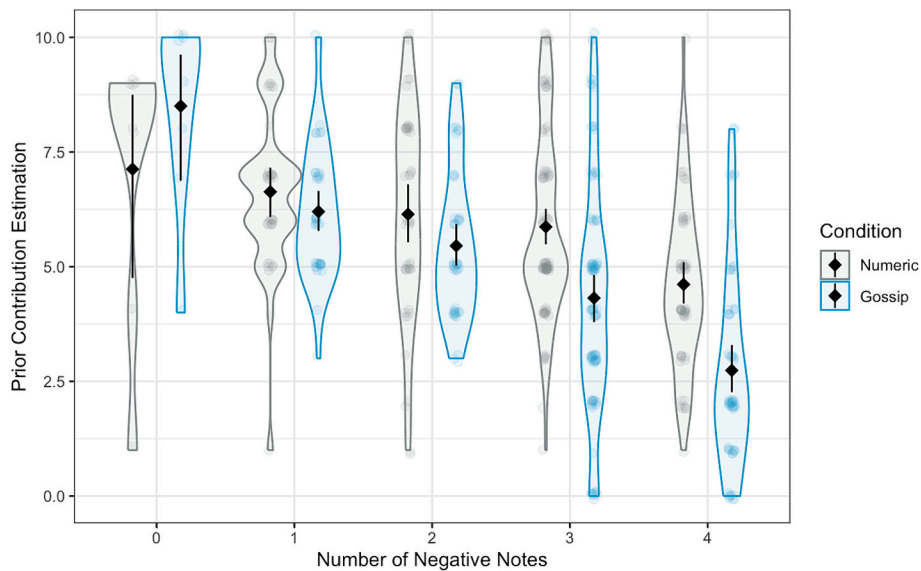 Prior Contribution Estimation
10.0
7.5
5.0
2.5
0.0
0 1 2 3 4
Number of Negative Notes
Condition
Numeric
Gossip